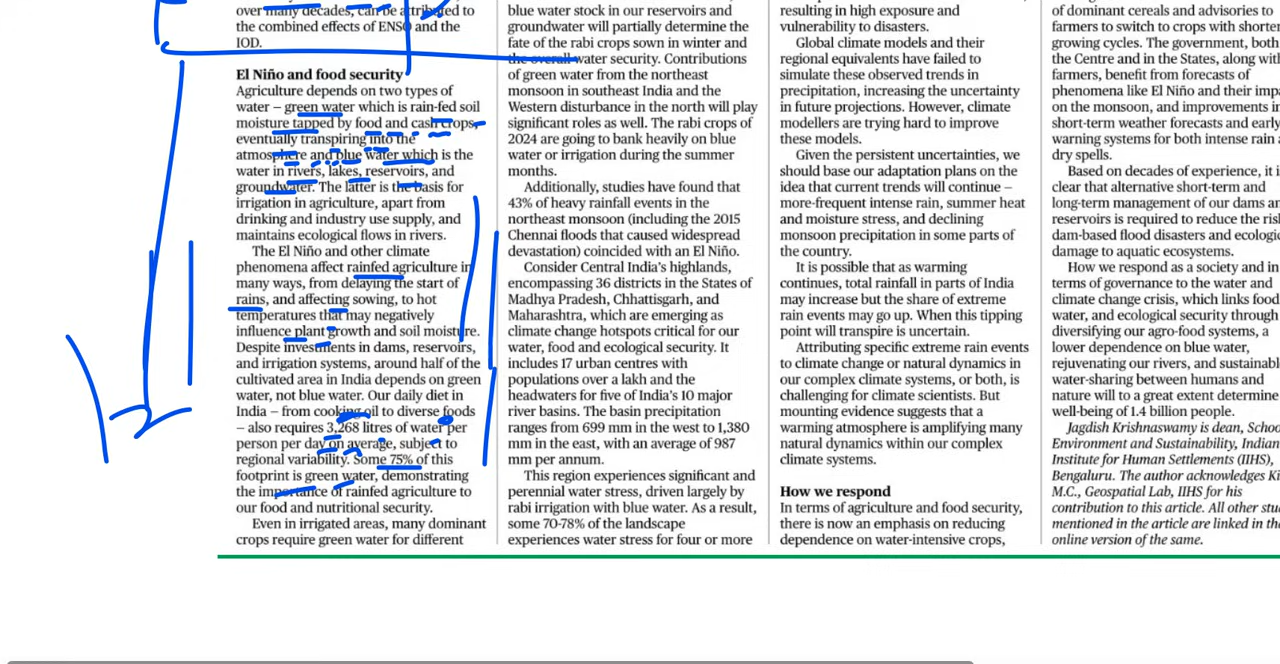 over many decades, can be attributed to
the combined effects of ENSO and the
IOD.
El Niño and food security
Agriculture depends on two types of
water – green water which is rain-fed soil
moisture tapped by food and cash crops,
eventually transpiring into the
atmosphere and blue water which is the
water in rivers, lakes, reservoirs, and
groundwater. The latter is the basis for
irrigation in agriculture, apart from
drinking and industry use supply, and
maintains ecological flows in rivers.
The El Niño and other climate
phenomena affect rainfed agriculture in
many ways, from delaying the start of
rains, and affecting sowing, to hot
temperatures that may negatively
influence plant growth and soil moisture.
Despite investments in dams, reservoirs,
and irrigation systems, around half of the
cultivated area in India depends on green
water, not blue water. Our daily diet in
India – from cooking oil to diverse foods
– also requires 3,268 litres of water per
person per day on average, subject to
regional variability. Some 75% of this
footprint is green water, demonstrating
the importance of rainfed agriculture to
our food and nutritional security.
Even in irrigated areas, many dominant
crops require green water for different
blue water stock in our reservoirs and
groundwater will partially determine the
fate of the rabi crops sown in winter and
the overall water security. Contributions
of green water from the northeast
monsoon in southeast India and the
Western disturbance in the north will play
significant roles as well. The rabi crops of
2024 are going to bank heavily on blue
water or irrigation during the summer
months.
Additionally, studies have found that
43% of heavy rainfall events in the
northeast monsoon (including the 2015
Chennai floods that caused widespread
devastation) coincided with an El Niño.
Consider Central India's highlands,
encompassing 36 districts in the States of
Madhya Pradesh, Chhattisgarh, and
Maharashtra, which are emerging as
climate change hotspots critical for our
water, food and ecological security. It
includes 17 urban centres with
populations over a lakh and the
headwaters for five of India's 10 major
river basins. The basin precipitation
ranges from 699 mm in the west to 1,380
mm in the east, with an average of 987
mm per annum.
This region experiences significant and
perennial water stress, driven largely by
rabi irrigation with blue water. As a result,
some 70-78% of the landscape
experiences water stress for four or more
resulting in high exposure and
vulnerability to disasters.
Global climate models and their
regional equivalents have failed to
simulate these observed trends in
precipitation, increasing the uncertainty
in future projections. However, climate
modellers are trying hard to improve
these models.
Given the persistent uncertainties, we
should base our adaptation plans on the
idea that current trends will continue –
more-frequent intense rain, summer heat
and moisture stress, and declining
monsoon precipitation in some parts of
the country.
It is possible that as warming
continues, total rainfall in parts of India
may increase but the share of extreme
rain events may go up. When this tipping
point will transpire is uncertain.
Attributing specific extreme rain events
to climate change or natural dynamics in
our complex climate systems, or both, is
challenging for climate scientists. But
mounting evidence suggests that a
warming atmosphere is amplifying many
natural dynamics within our complex
climate systems.
How we respond
In terms of agriculture and food security,
there is now an emphasis on reducing
dependence on water-intensive crops,
of dominant cereals and advisories to
farmers to switch to crops with shorte
growing cycles. The government, both
the Centre and in the States, along with
farmers, benefit from forecasts of
phenomena like El Niño and their imp
on the monsoon, and improvements in
short-term weather forecasts and early
warning systems for both intense rain a
dry spells.
Based on decades of experience, it i
clear that alternative short-term and
long-term management of our dams an
reservoirs is required to reduce the risk
dam-based flood disasters and ecologic
damage to aquatic ecosystems.
How we respond as a society and in
terms of governance to the water and
climate change crisis, which links food
water, and ecological security through
diversifying our agro-food systems, a
lower dependence on blue water,
rejuvenating our rivers, and sustainabl
water-sharing between humans and
nature will to a great extent determine
well-being of 1.4 billion people.
Jagdish Krishnaswamy is dean, Schoo
Environment and Sustainability, Indian
Institute for Human Settlements (IIHS),
Bengaluru. The author acknowledges Ki
M.C., Geospatial Lab, IIHS for his
contribution to this article. All other stu
mentioned in the article are linked in the
online version of the same.